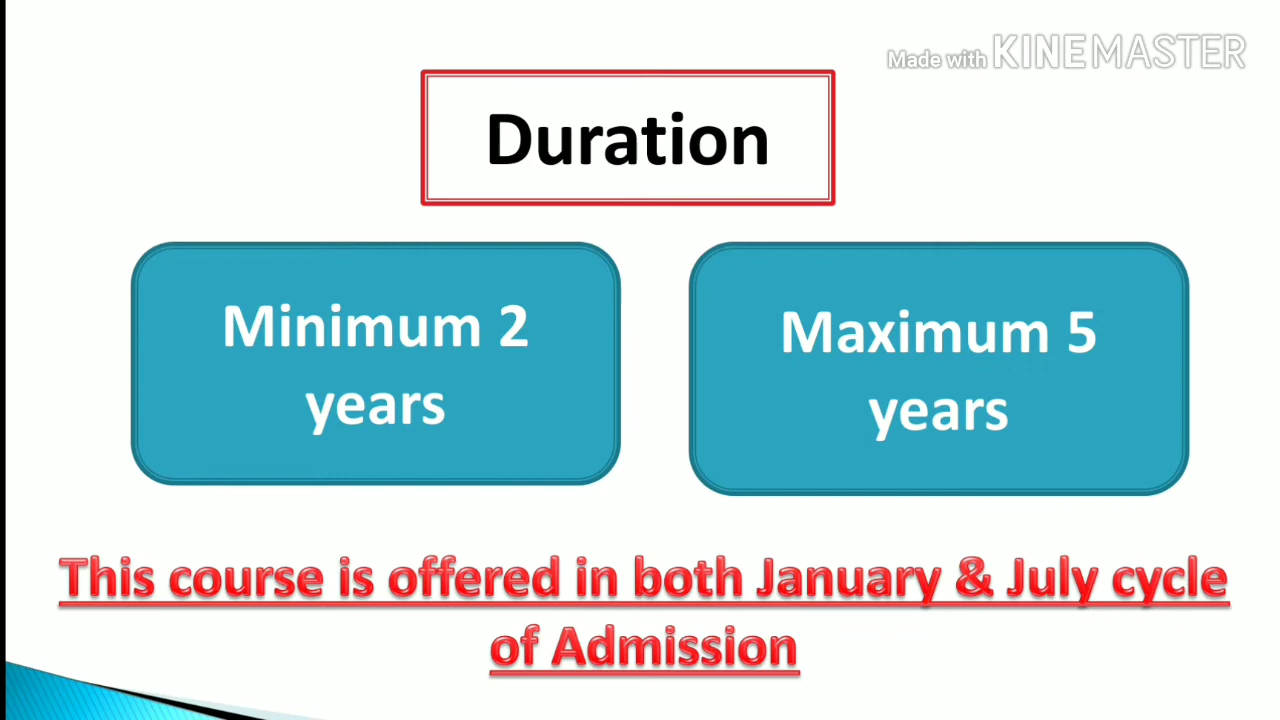 Made with KINEMASTER
Duration
Minimum 2
years
Maximum 5
years
This course is offered in both January & July cycle
of Admission